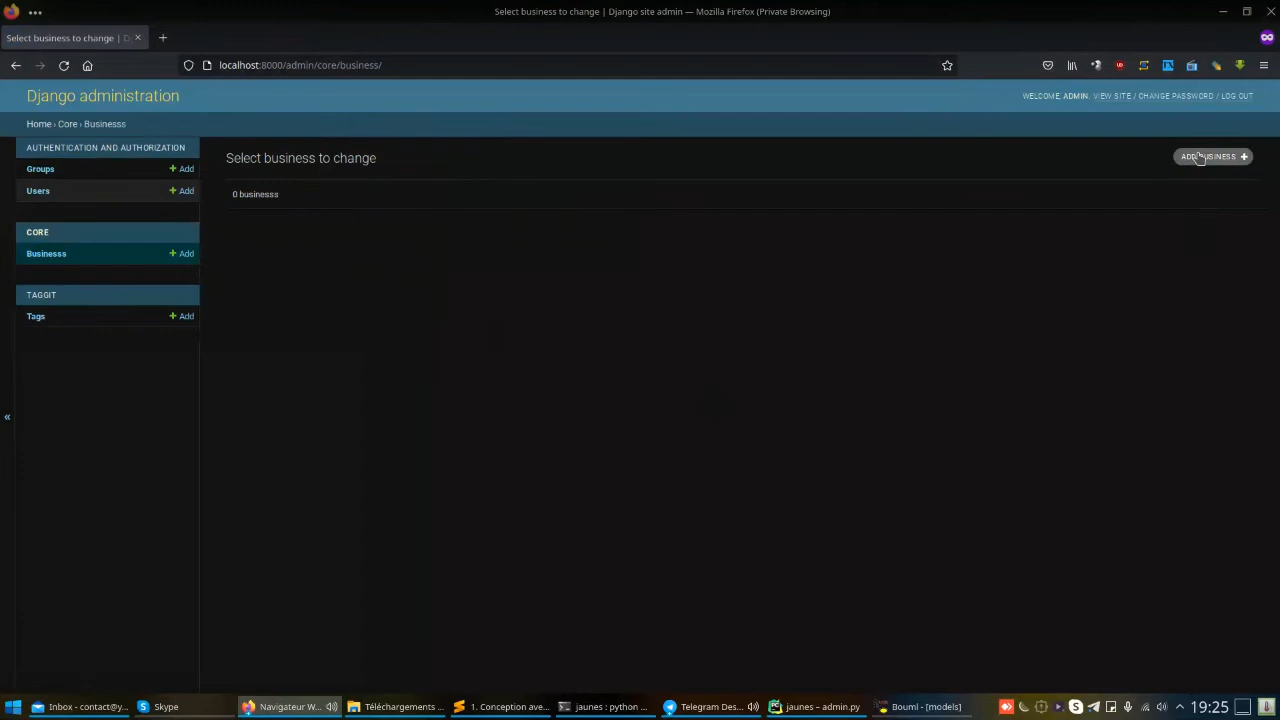 Select business to change | Django site admin — Mozilla Firefox (Private Browsing)
Select business to change | D
localhost:8000/admin/core/business/
Django administration
WELCOME, ADMIN. VIEW SITE / CHANGE PASSWORD / LOG OUT
Home › Core › Businesss
AUTHENTICATION AND AUTHORIZATION
Groups + Add
Users + Add
CORE
Businesss + Add
TAGGIT
Tags + Add
«
Select business to change
ADD BUSINESS +
0 businesss
Inbox - contact@y...
Skype
Navigateur W...
Téléchargements ...
1. Conception ave...
jaunes : python ...
Telegram Des...
jaunes – admin.py
Bouml - [models]
19:25